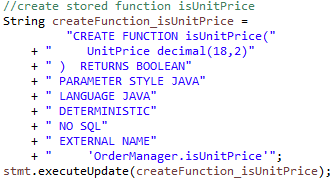 //create stored function isUnitPrice
String createFunction_isUnitPrice =
"CREATE FUNCTION isUnitPrice("
+ "    UnitPrice decimal(18,2)"
+ " )  RETURNS BOOLEAN"
+ " PARAMETER STYLE JAVA"
+ " LANGUAGE JAVA"
+ " DETERMINISTIC"
+ " NO SQL"
+ " EXTERNAL NAME"
+ "     'OrderManager.isUnitPrice'";
stmt.executeUpdate(createFunction_isUnitPrice);